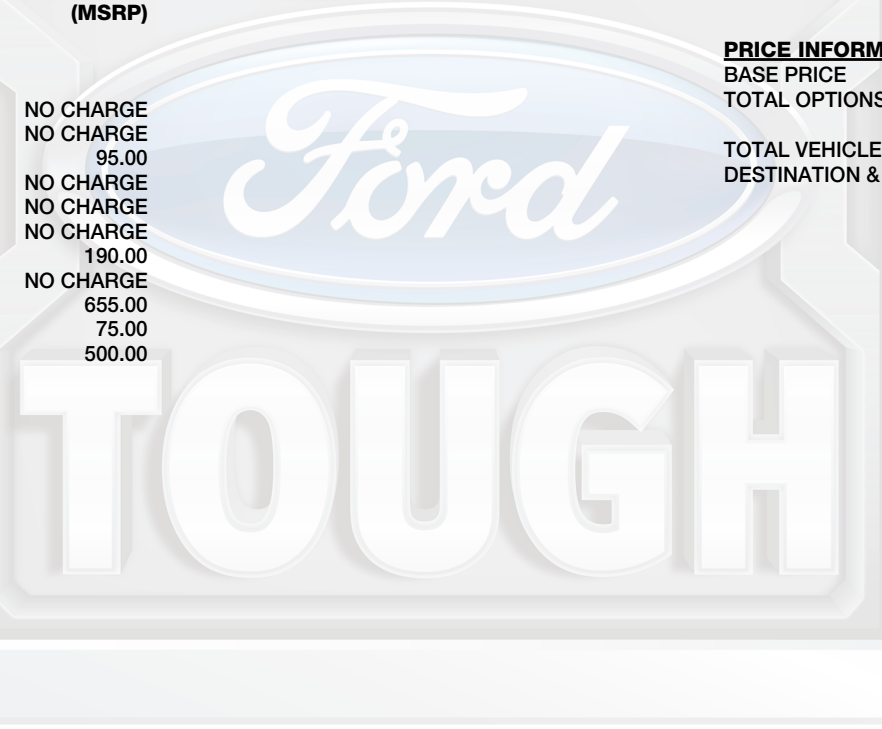 (MSRP)
NO CHARGE
NO CHARGE
95.00
NO CHARGE
NO CHARGE
NO CHARGE
190.00
NO CHARGE
655.00
75.00
500.00
PRICE INFORM
BASE PRICE
TOTAL OPTIONS
TOTAL VEHICLE
DESTINATION &
Ford
TOUGH